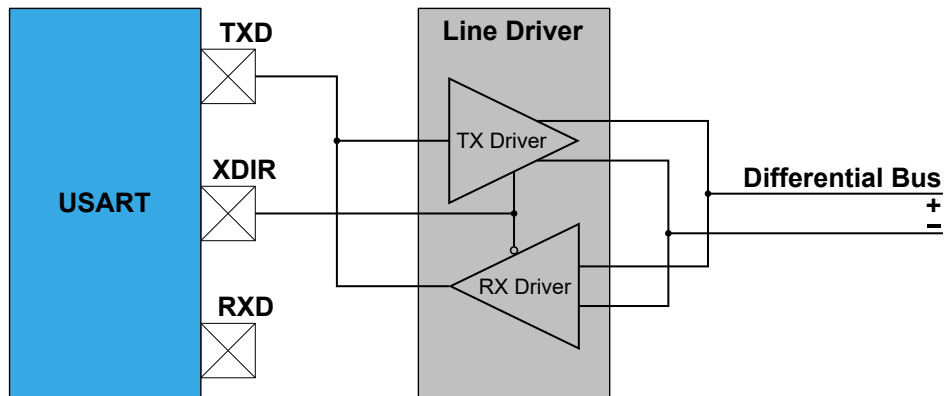 TXD
Line Driver
TX Driver
XDIR
Differential Bus
USART
+
−
RX Driver
RXD